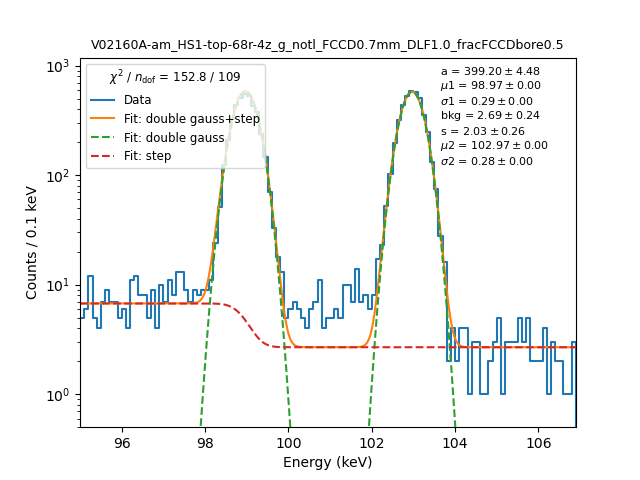 V02160A-am_HS1-top-68r-4z_g_notl_FCCD0.7mm_DLF1.0_fracFCCDbore0.5
χ² / n_dof = 152.8 / 109
Data
Fit: double gauss+step
Fit: double gauss
Fit: step
a = 399.20 ± 4.48
μ1 = 98.97 ± 0.00
σ1 = 0.29 ± 0.00
bkg = 2.69 ± 0.24
s = 2.03 ± 0.26
μ2 = 102.97 ± 0.00
σ2 = 0.28 ± 0.00
Counts / 0.1 keV
10³
10²
10¹
10⁰
96 98 100 102 104 106
Energy (keV)